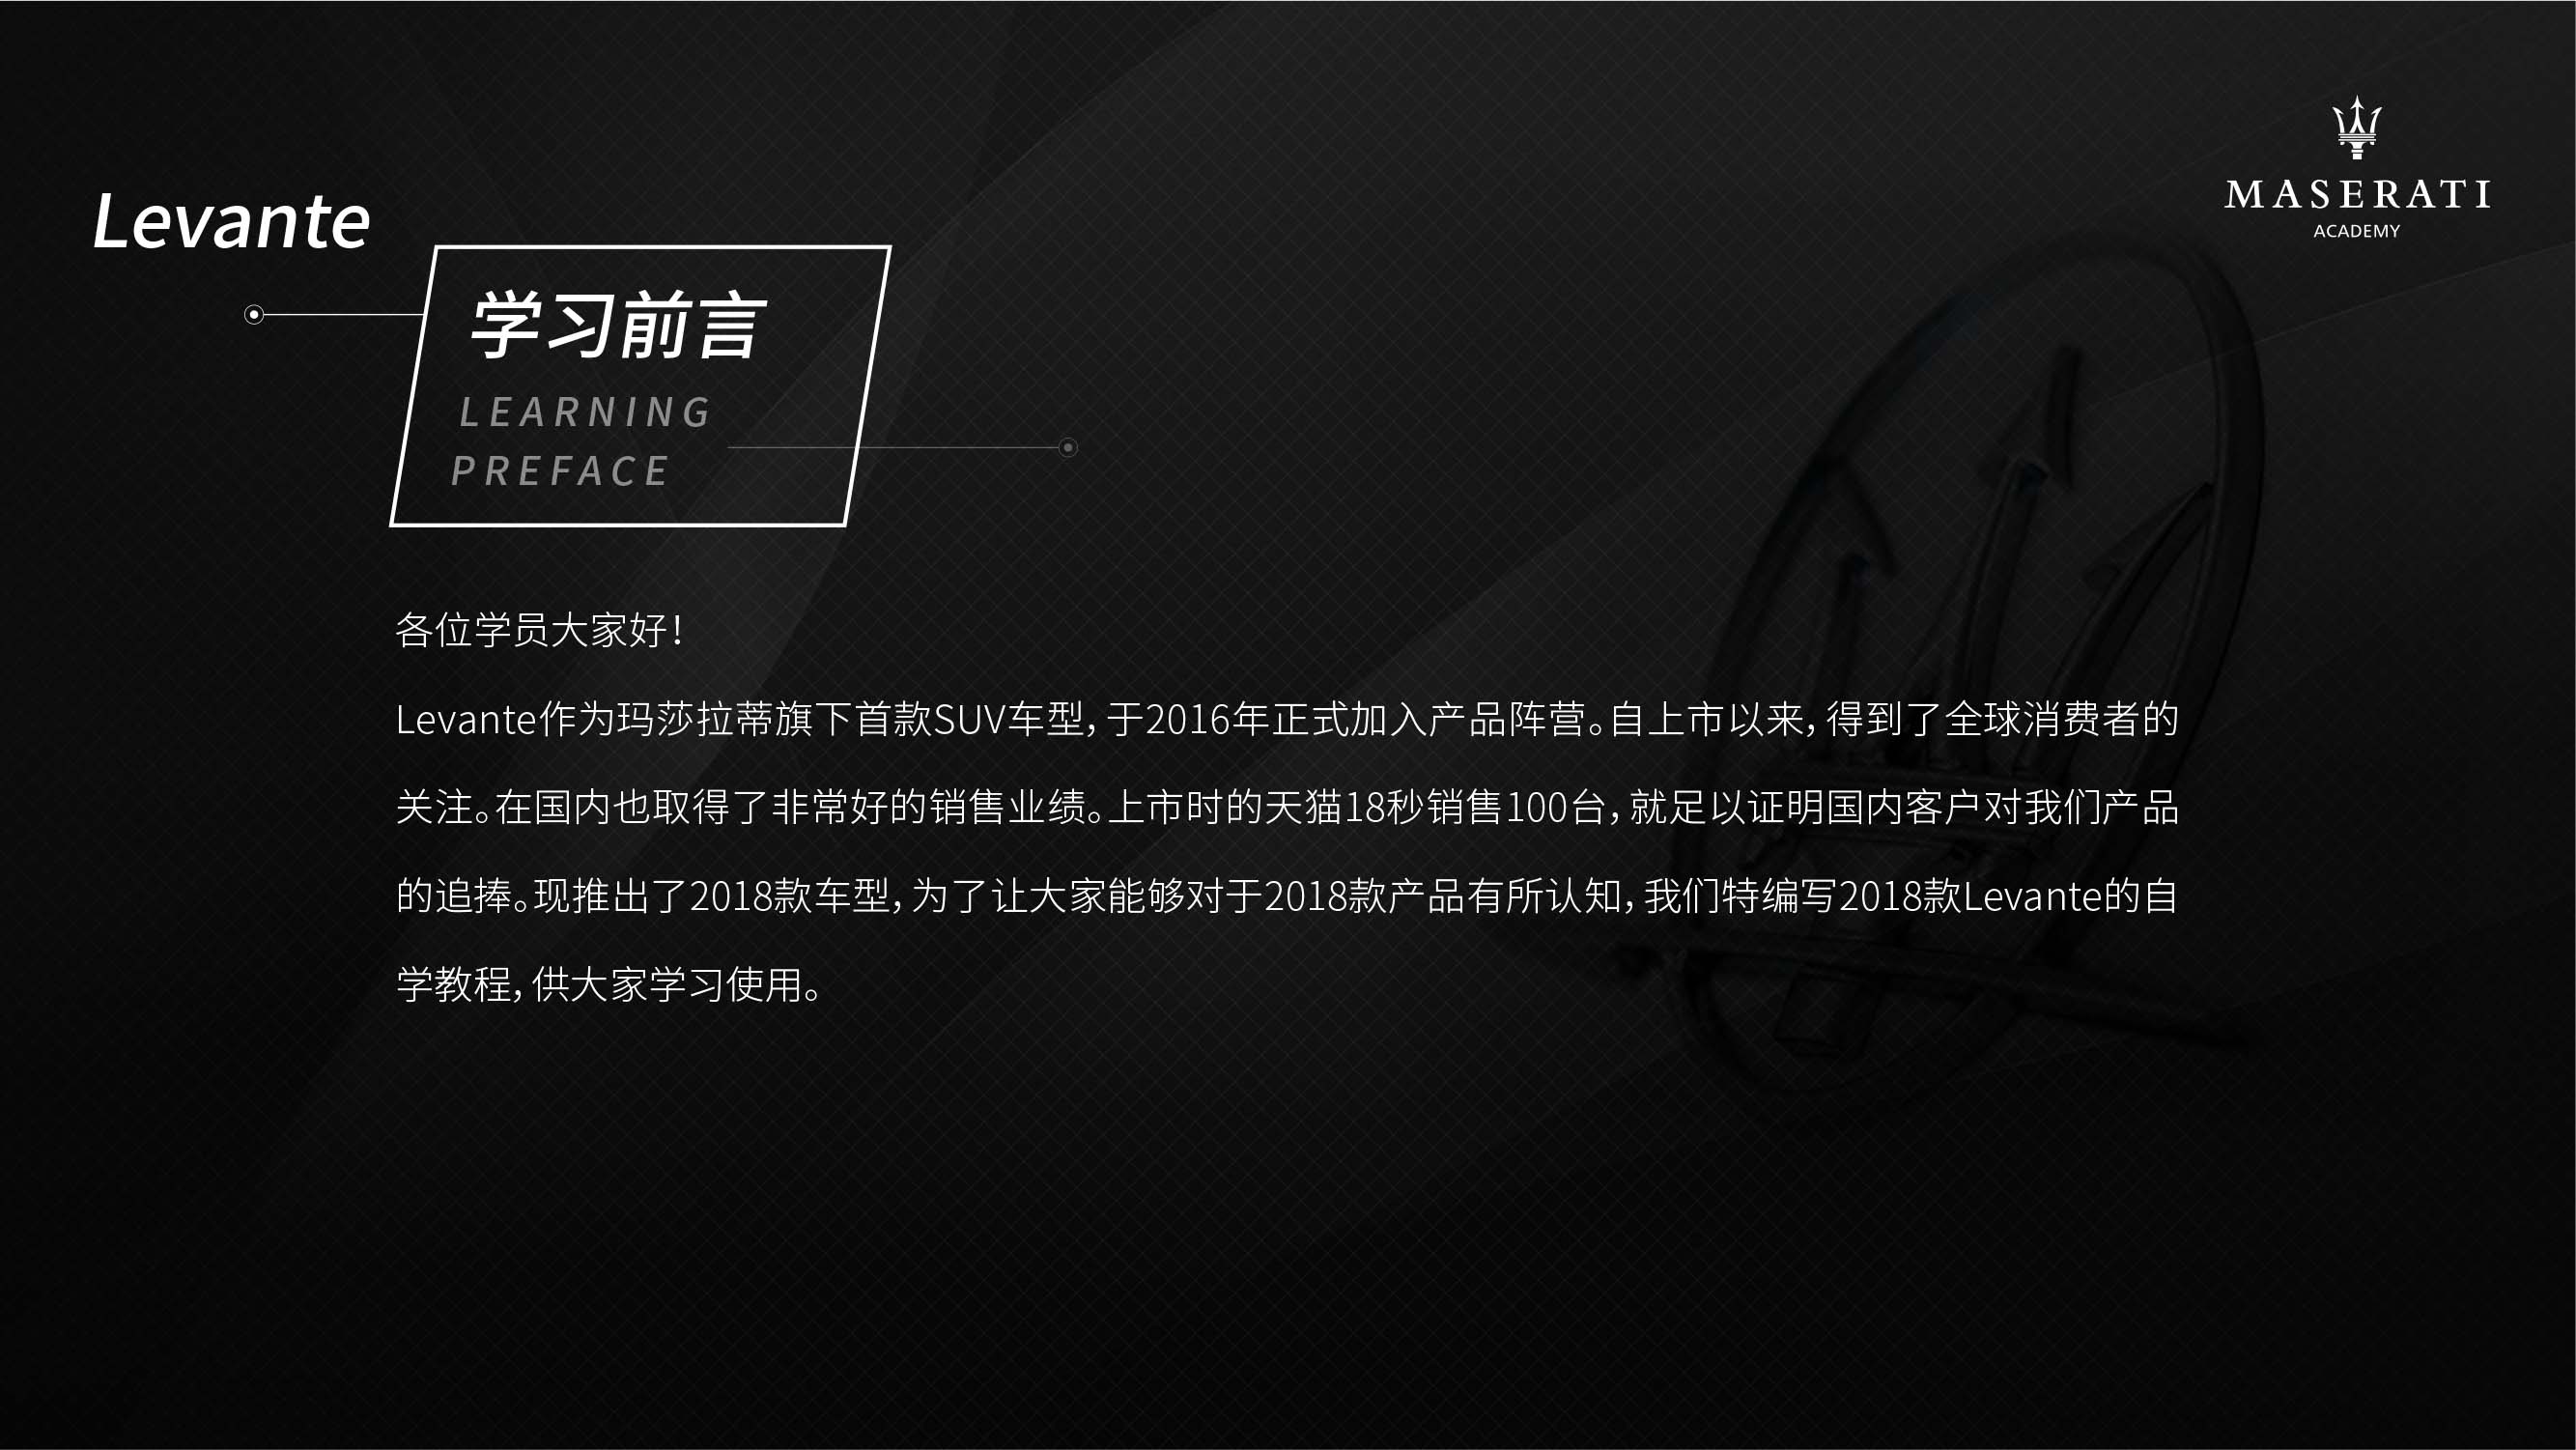 MASERATI
ACADEMY
Levante
学习前言
LEARNING
PREFACE
各位学员大家好！
Levante作为玛莎拉蒂旗下首款SUV车型，于2016年正式加入产品阵营。自上市以来，得到了全球消费者的
关注。在国内也取得了非常好的销售业绩。上市时的天猫18秒销售100台，就足以证明国内客户对我们产品
的追捧。现推出了2018款车型，为了让大家能够对于2018款产品有所认知，我们特编写2018款Levante的自
学教程，供大家学习使用。